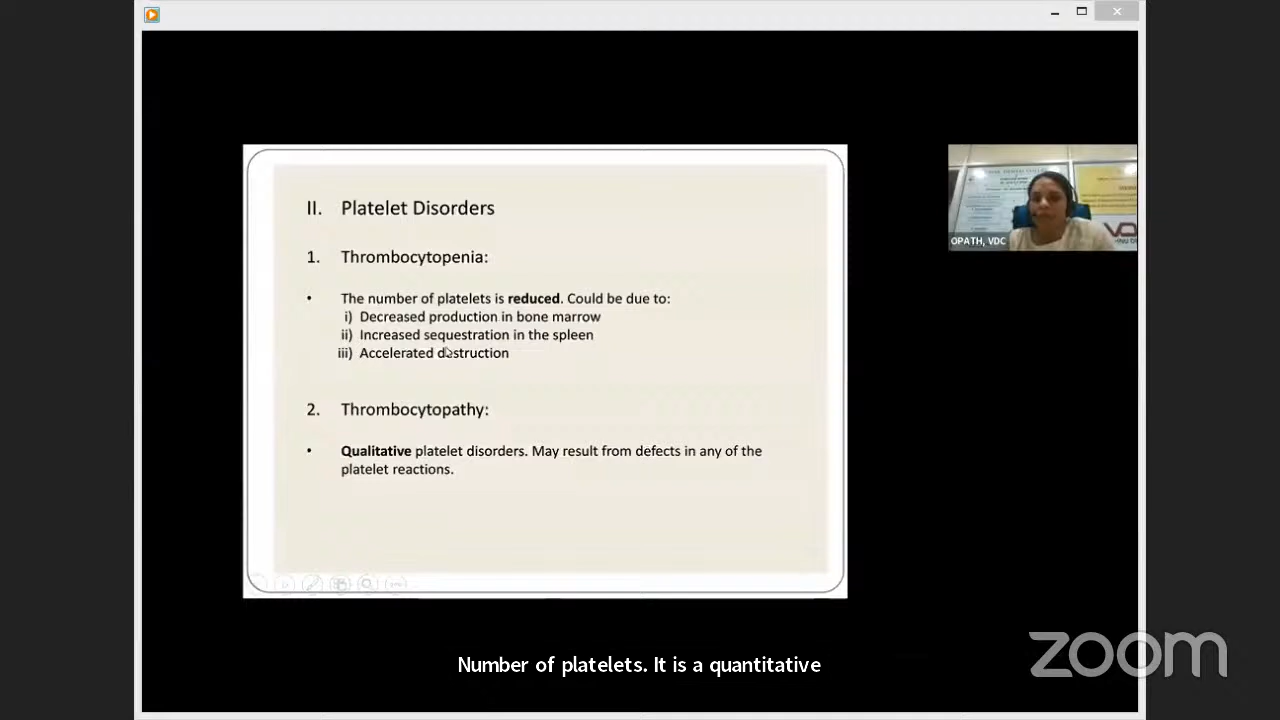 II. Platelet Disorders
1. Thrombocytopenia:
• The number of platelets is reduced. Could be due to:
i) Decreased production in bone marrow
ii) Increased sequestration in the spleen
iii) Accelerated destruction
2. Thrombocytopathy:
• Qualitative platelet disorders. May result from defects in any of the
platelet reactions.
OPATH, VDC
Number of platelets. It is a quantitative
zoom